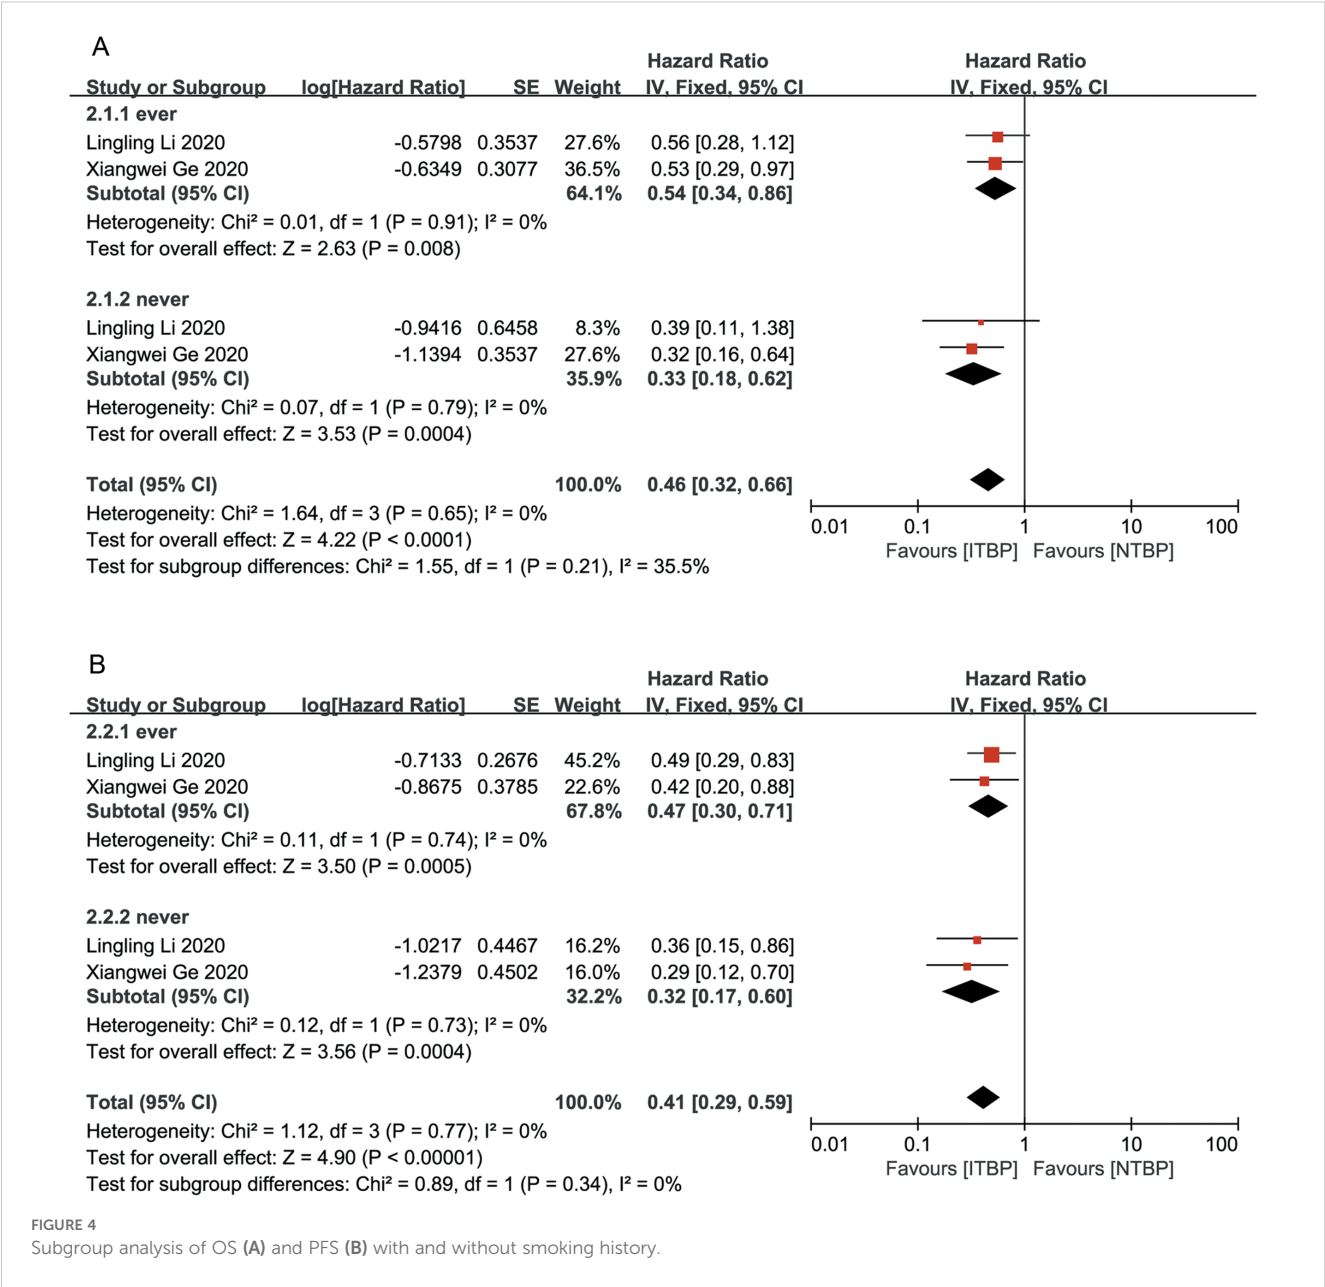 A
Hazard Ratio Hazard Ratio
Study or Subgroup log[Hazard Ratio] SE Weight IV, Fixed, 95% CI IV, Fixed, 95% CI
2.1.1 ever
Lingling Li 2020 -0.5798 0.3537 27.6% 0.56 [0.28, 1.12]
Xiangwei Ge 2020 -0.6349 0.3077 36.5% 0.53 [0.29, 0.97]
Subtotal (95% CI) 64.1% 0.54 [0.34, 0.86]
Heterogeneity: Chi² = 0.01, df = 1 (P = 0.91); I² = 0%
Test for overall effect: Z = 2.63 (P = 0.008)
2.1.2 never
Lingling Li 2020 -0.9416 0.6458 8.3% 0.39 [0.11, 1.38]
Xiangwei Ge 2020 -1.1394 0.3537 27.6% 0.32 [0.16, 0.64]
Subtotal (95% CI) 35.9% 0.33 [0.18, 0.62]
Heterogeneity: Chi² = 0.07, df = 1 (P = 0.79); I² = 0%
Test for overall effect: Z = 3.53 (P = 0.0004)
Total (95% CI) 100.0% 0.46 [0.32, 0.66]
Heterogeneity: Chi² = 1.64, df = 3 (P = 0.65); I² = 0%
Test for overall effect: Z = 4.22 (P < 0.0001)
Test for subgroup differences: Chi² = 1.55, df = 1 (P = 0.21), I² = 35.5%
0.01 0.1 1 10 100
Favours [ITBP] Favours [NTBP]
B
Hazard Ratio Hazard Ratio
Study or Subgroup log[Hazard Ratio] SE Weight IV, Fixed, 95% CI IV, Fixed, 95% CI
2.2.1 ever
Lingling Li 2020 -0.7133 0.2676 45.2% 0.49 [0.29, 0.83]
Xiangwei Ge 2020 -0.8675 0.3785 22.6% 0.42 [0.20, 0.88]
Subtotal (95% CI) 67.8% 0.47 [0.30, 0.71]
Heterogeneity: Chi² = 0.11, df = 1 (P = 0.74); I² = 0%
Test for overall effect: Z = 3.50 (P = 0.0005)
2.2.2 never
Lingling Li 2020 -1.0217 0.4467 16.2% 0.36 [0.15, 0.86]
Xiangwei Ge 2020 -1.2379 0.4502 16.0% 0.29 [0.12, 0.70]
Subtotal (95% CI) 32.2% 0.32 [0.17, 0.60]
Heterogeneity: Chi² = 0.12, df = 1 (P = 0.73); I² = 0%
Test for overall effect: Z = 3.56 (P = 0.0004)
Total (95% CI) 100.0% 0.41 [0.29, 0.59]
Heterogeneity: Chi² = 1.12, df = 3 (P = 0.77); I² = 0%
Test for overall effect: Z = 4.90 (P < 0.00001)
Test for subgroup differences: Chi² = 0.89, df = 1 (P = 0.34), I² = 0%
0.01 0.1 1 10 100
Favours [ITBP] Favours [NTBP]
FIGURE 4
Subgroup analysis of OS (A) and PFS (B) with and without smoking history.